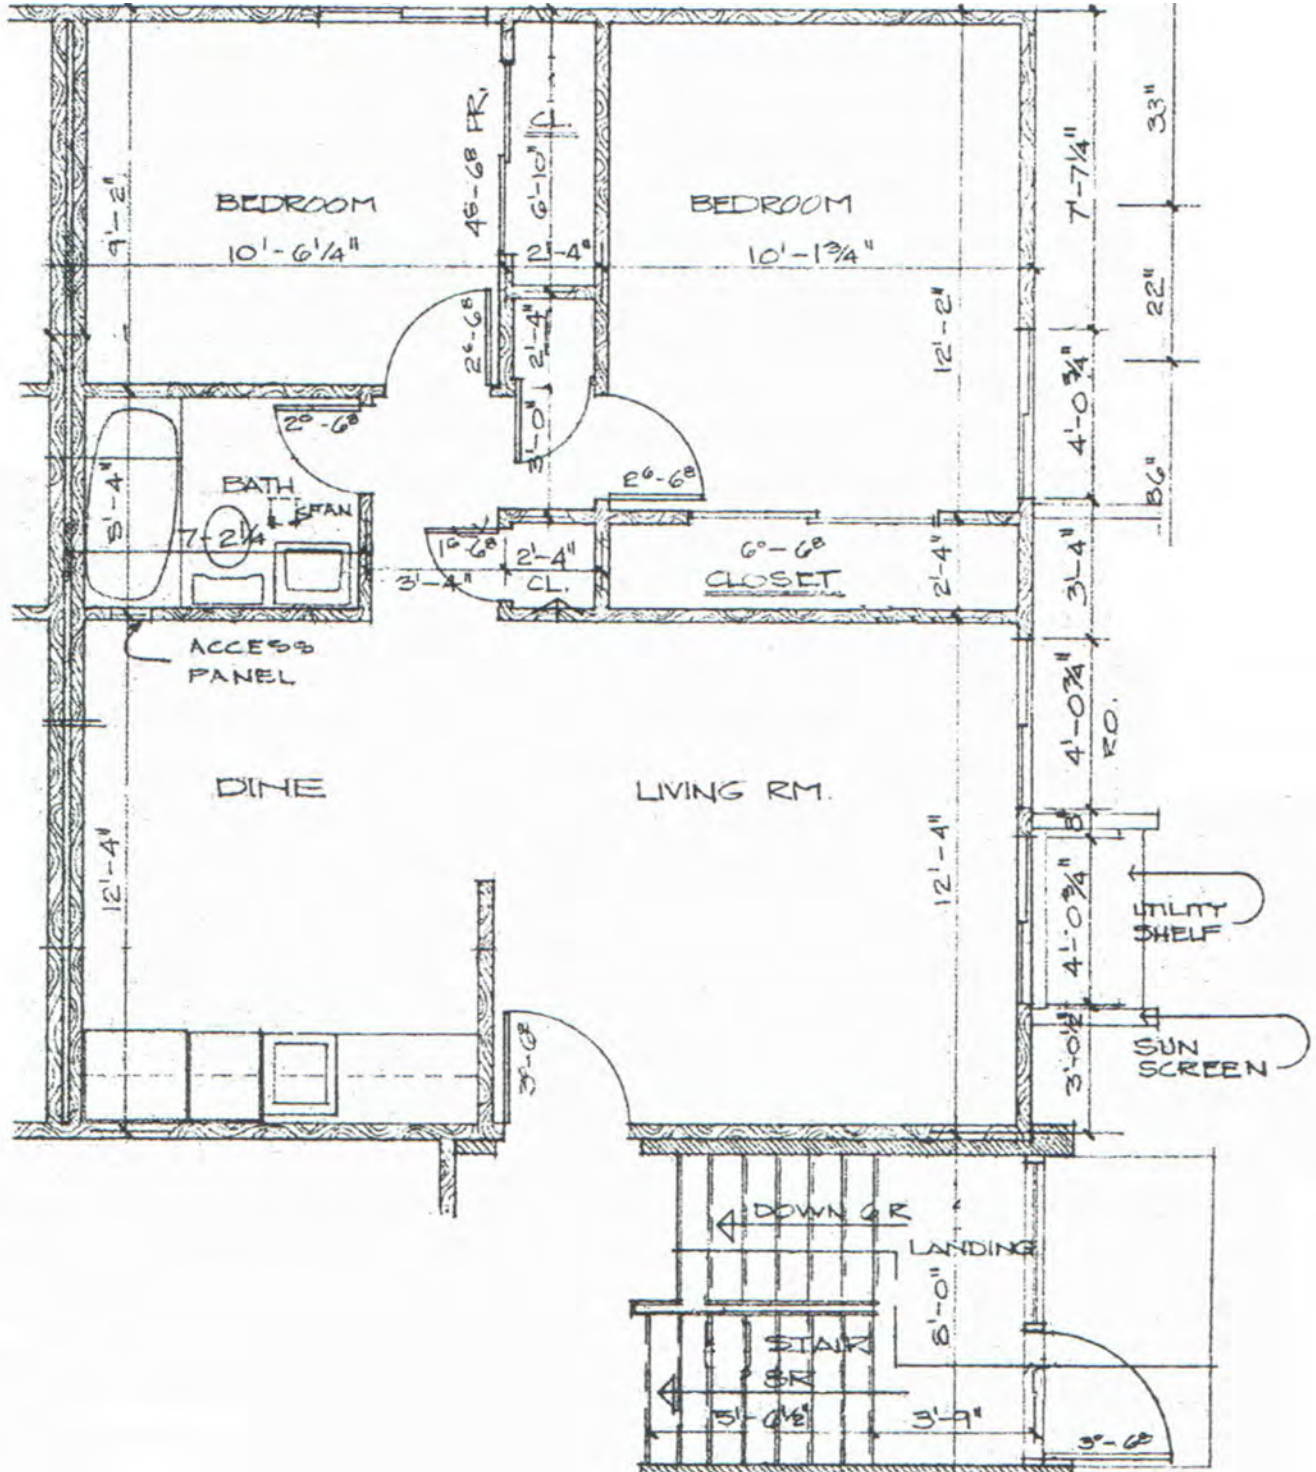 CL.
33"
4⁵-6⁸ PR.
7'-7¼"
9'-2"
6'-10"
BEDROOM
10'-6¼"
2'-4"
BEDROOM
10'-1¾"
22"
2⁶-6⁸
2'-4"
12'-2"
4'-0¾"
2⁰-6⁸
3'-0"
2⁶-6⁸
86"
BATH
FAN
5'-4"
7-2¼
1⁶-6⁸
3'-4"
2'-4"
CL.
6⁰-6⁸
CLOSET
2'-4"
3'-4"
ACCESS
PANEL
4'-0¾"
R.O.
DINE
LIVING RM.
8"
12'-4"
12'-4"
4'-0¾"
UTILITY
SHELF
3⁰-6⁸
3'-0½"
SUN
SCREEN
DOWN 6 R
LANDING
8'-0"
STAIR
8R
5'-6½"
3'-9"
3⁰-6⁸